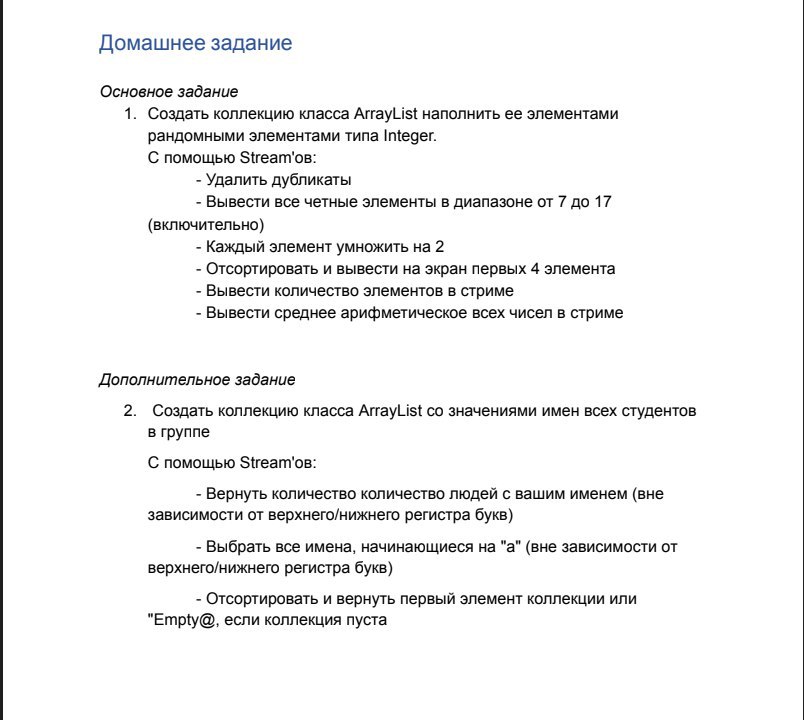 Домашнее задание
Основное задание
1. Создать коллекцию класса ArrayList наполнить ее элементами
рандомными элементами типа Integer.
С помощью Stream'ов:
- Удалить дубликаты
- Вывести все четные элементы в диапазоне от 7 до 17
(включительно)
- Каждый элемент умножить на 2
- Отсортировать и вывести на экран первых 4 элемента
- Вывести количество элементов в стриме
- Вывести среднее арифметическое всех чисел в стриме
Дополнительное задание
2. Создать коллекцию класса ArrayList со значениями имен всех студентов
в группе
С помощью Stream'ов:
- Вернуть количество количество людей с вашим именем (вне
зависимости от верхнего/нижнего регистра букв)
- Выбрать все имена, начинающиеся на "а" (вне зависимости от
верхнего/нижнего регистра букв)
- Отсортировать и вернуть первый элемент коллекции или
"Empty@, если коллекция пуста